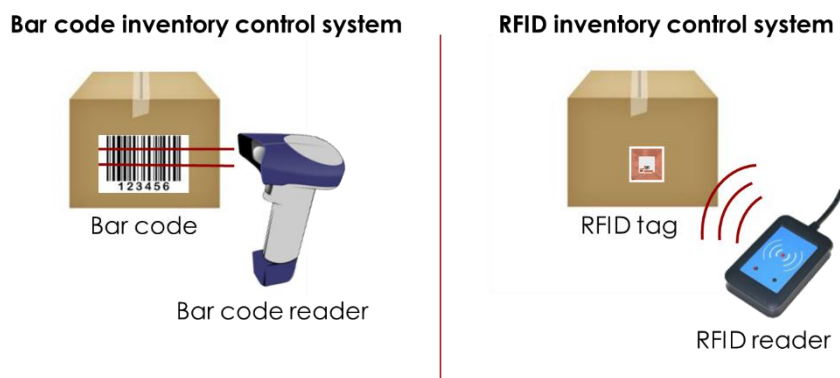 Bar code inventory control system
123456
Bar code
Bar code reader
RFID inventory control system
RFID tag
RFID reader